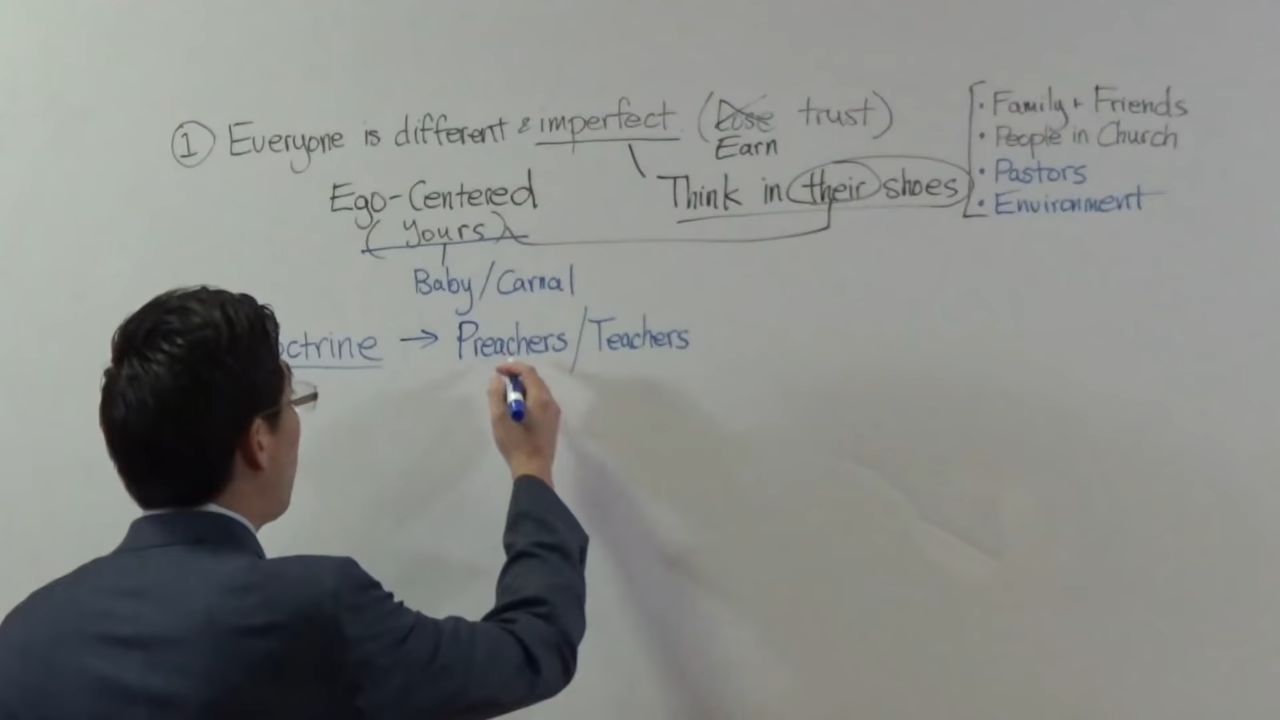 ① Everyone is different & imperfect (Lose trust)
Earn
Think in their shoes
· Family + Friends
· People in Church
· Pastors
· Environment
Ego-Centered
(Yours)
Baby/Carnal
octrine → Preachers/Teachers